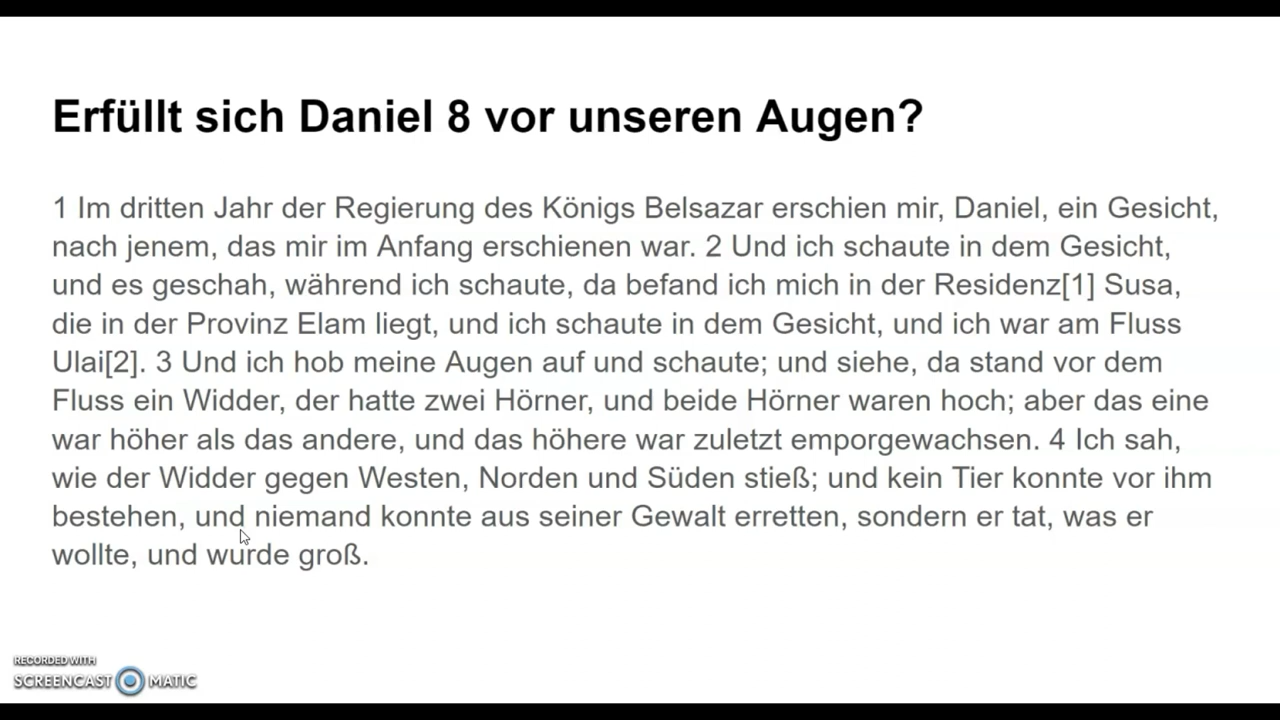 Erfüllt sich Daniel 8 vor unseren Augen?
1 Im dritten Jahr der Regierung des Königs Belsazar erschien mir, Daniel, ein Gesicht,
nach jenem, das mir im Anfang erschienen war. 2 Und ich schaute in dem Gesicht,
und es geschah, während ich schaute, da befand ich mich in der Residenz[1] Susa,
die in der Provinz Elam liegt, und ich schaute in dem Gesicht, und ich war am Fluss
Ulai[2]. 3 Und ich hob meine Augen auf und schaute; und siehe, da stand vor dem
Fluss ein Widder, der hatte zwei Hörner, und beide Hörner waren hoch; aber das eine
war höher als das andere, und das höhere war zuletzt emporgewachsen. 4 Ich sah,
wie der Widder gegen Westen, Norden und Süden stieß; und kein Tier konnte vor ihm
bestehen, und niemand konnte aus seiner Gewalt erretten, sondern er tat, was er
wollte, und wurde groß.
RECORDED WITH
SCREENCAST MATIC